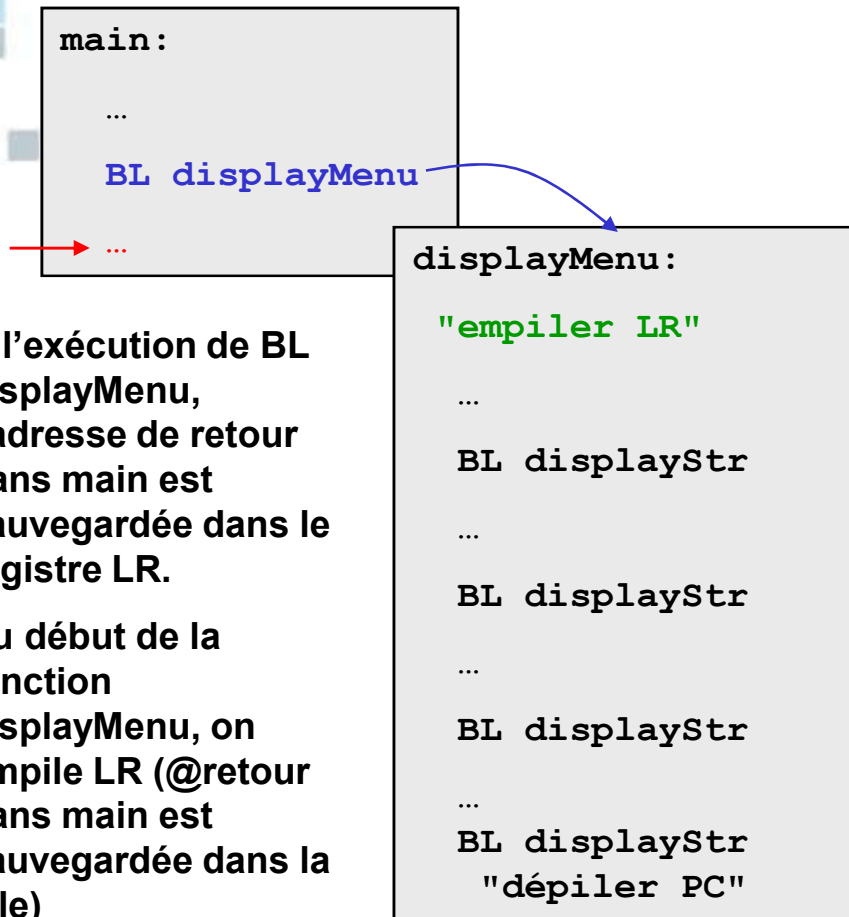 main:
…
BL displayMenu
…
displayMenu:
"empiler LR"
…
BL displayStr
…
BL displayStr
…
BL displayStr
…
BL displayStr
"dépiler PC"
l’exécution de BL
splayMenu,
adresse de retour
ans main est
auvegardée dans le
gistre LR.
u début de la
nction
splayMenu, on
mpile LR (@retour
ans main est
auvegardée dans la
le)